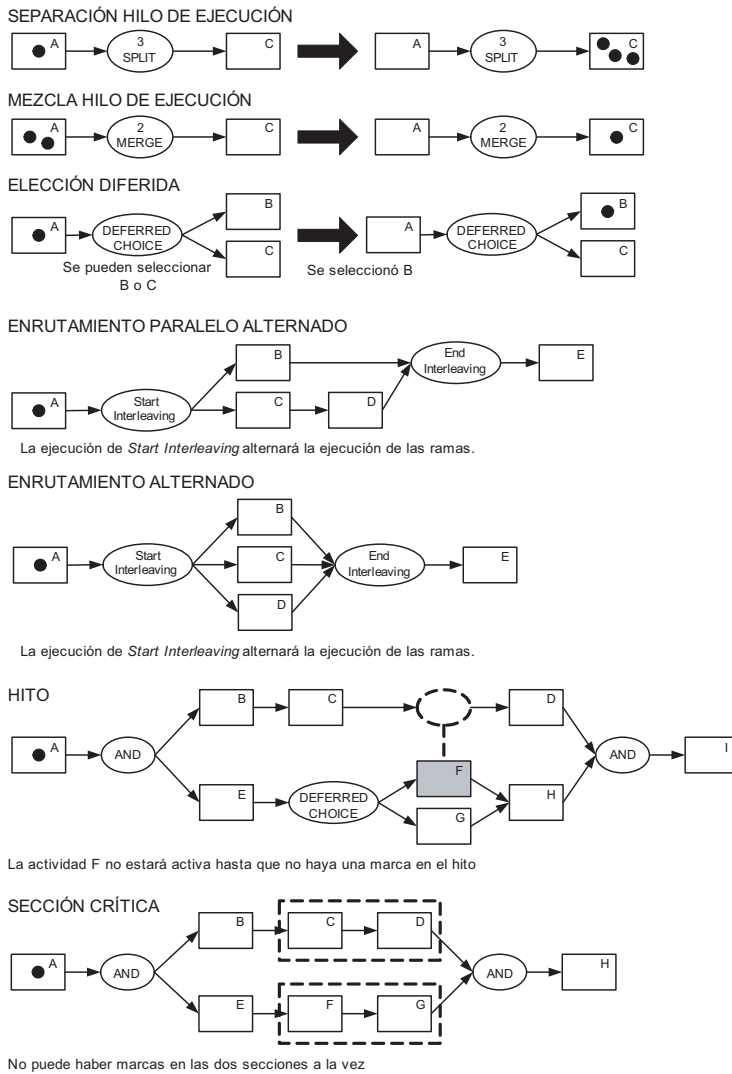 SEPARACIÓN HILO DE EJECUCIÓN
A
3
SPLIT
C
A
3
SPLIT
C
MEZCLA HILO DE EJECUCIÓN
A
2
MERGE
C
A
2
MERGE
C
ELECCIÓN DIFERIDA
A
DEFERRED
CHOICE
B
C
Se pueden seleccionar
B o C
A
DEFERRED
CHOICE
B
C
Se seleccionó B
ENRUTAMIENTO PARALELO ALTERNADO
A
Start
Interleaving
B
C
D
End
Interleaving
E
La ejecución de Start Interleaving alternará la ejecución de las ramas.
ENRUTAMIENTO ALTERNADO
A
Start
Interleaving
B
C
D
End
Interleaving
E
La ejecución de Start Interleaving alternará la ejecución de las ramas.
HITO
A
AND
B
C
D
E
DEFERRED
CHOICE
F
G
H
AND
I
La actividad F no estará activa hasta que no haya una marca en el hito
SECCIÓN CRÍTICA
A
AND
B
C
D
E
F
G
AND
H
No puede haber marcas en las dos secciones a la vez